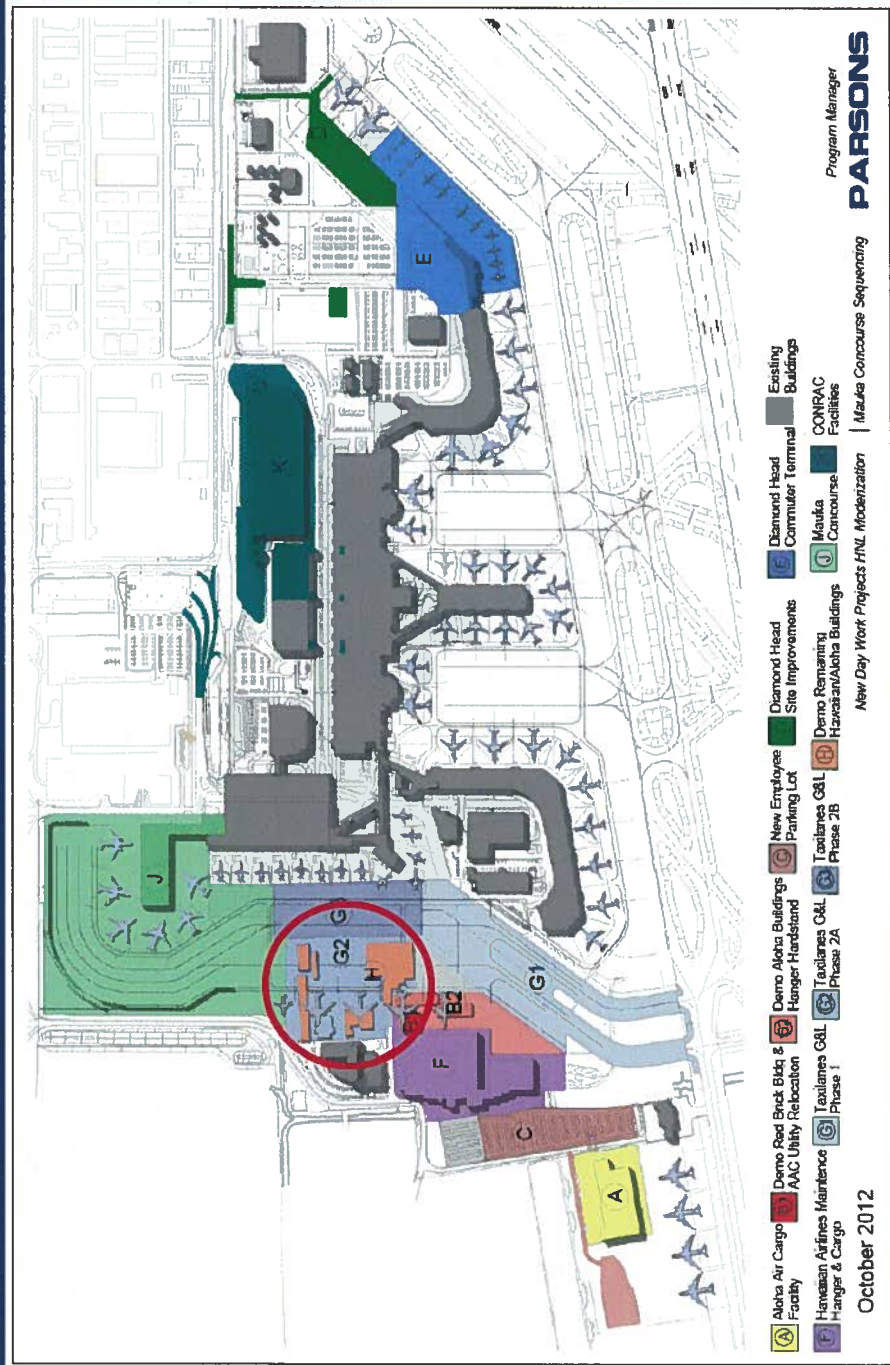 K
E
J
G2
H
B2
G1
F
C
A
Aloha Air Cargo
Facility
Demo Red Brick Bldg &
AAC Utility Relocation
Demo Aloha Buildings
Hanger Hardstand
New Employee
Parking Lot
Diamond Head
Site Improvements
Diamond Head
Commuter Terminal
Existing
Buildings
Hawaiian Airlines Maintence
Hanger & Cargo
Taxilanes G&L
Phase 1
Taxilanes G&L
Phase 2A
Taxilanes G&L
Phase 2B
Demo Remaining
Hawaiian/Aloha Buildings
Mauka
Concourse
CONRAC
Facilities
October 2012
New Day Work Projects HNL Moderization | Mauka Concourse Sequencing
Program Manager
PARSONS